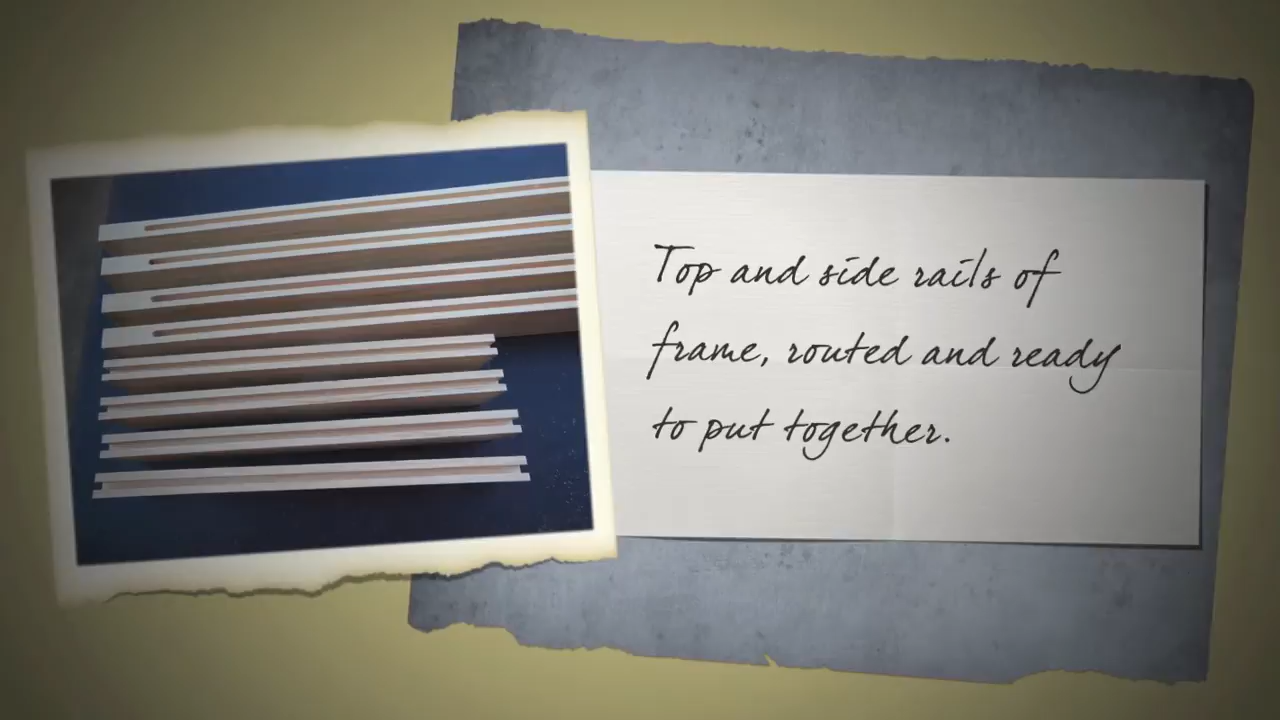 Top and side rails of
frame, routed and ready
to put together.